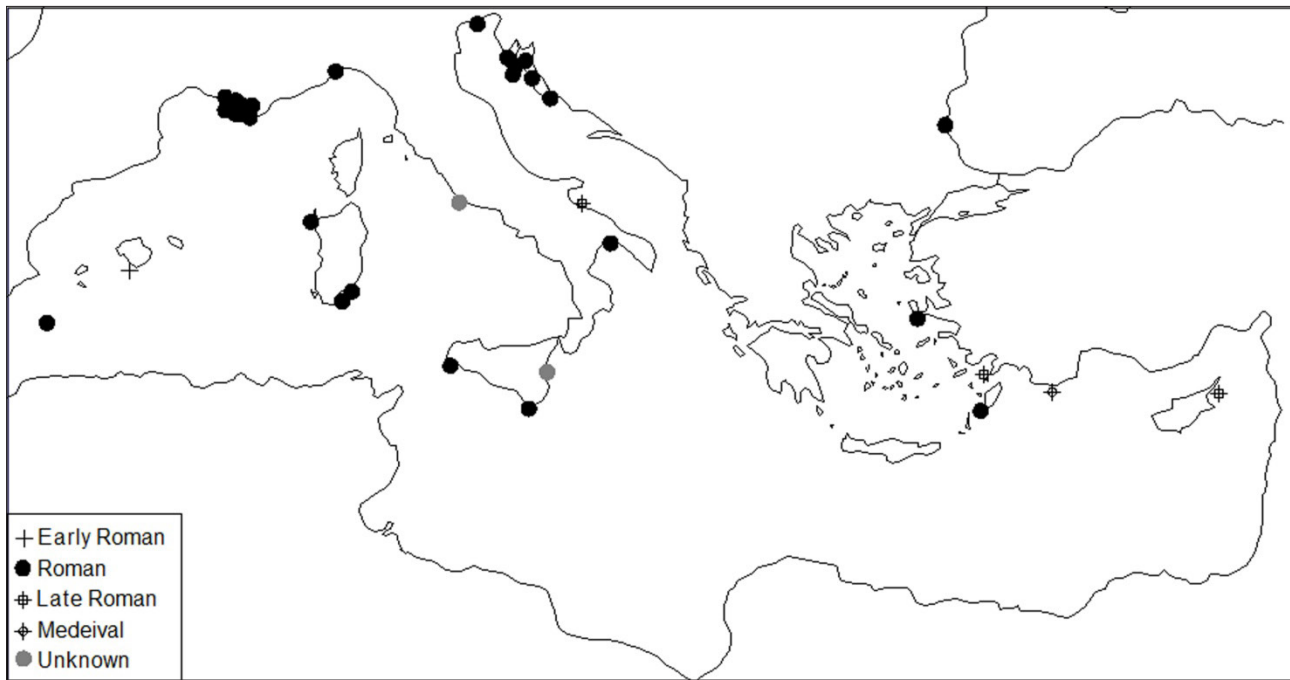 Early Roman
Roman
Late Roman
Medeival
Unknown